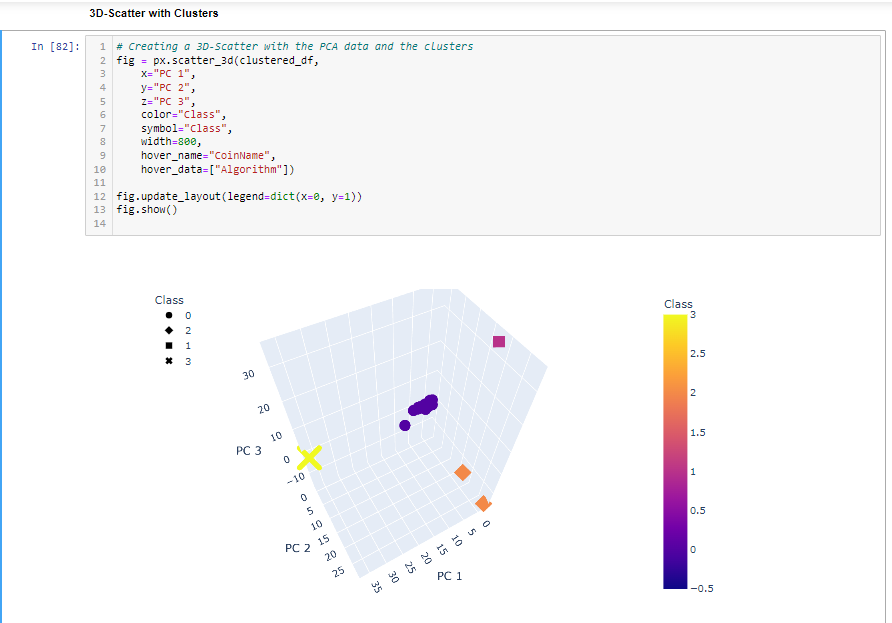 3D-Scatter with Clusters
In [82]:
1 # Creating a 3D-Scatter with the PCA data and the clusters
2 fig = px.scatter_3d(clustered_df,
3 x="PC 1",
4 y="PC 2",
5 z="PC 3",
6 color="Class",
7 symbol="Class",
8 width=800,
9 hover_name="CoinName",
10 hover_data=["Algorithm"])
11
12 fig.update_layout(legend=dict(x=0, y=1))
13 fig.show()
14
Class
0
2
1
3
30
20
10
0
−10
PC 3
0
5
10
15
20
25
PC 2
35
30
25
20
15
10
5
0
PC 1
Class
3
2.5
2
1.5
1
0.5
0
−0.5